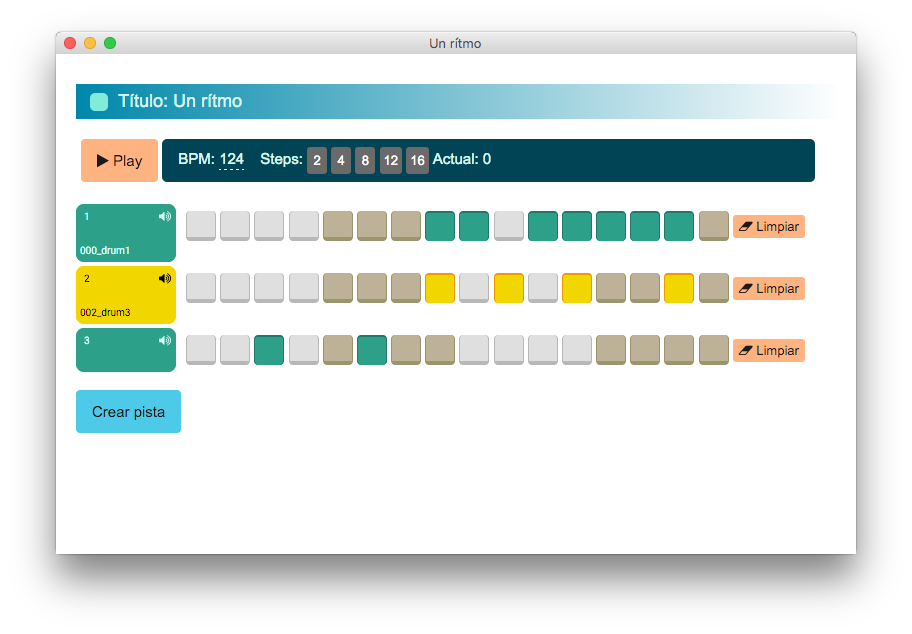 Un rítmo
Título: Un rítmo
Play BPM: 124 Steps: 2 4 8 12 16 Actual: 0
1
000_drum1
Limpiar
2
002_drum3
Limpiar
3
Limpiar
Crear pista